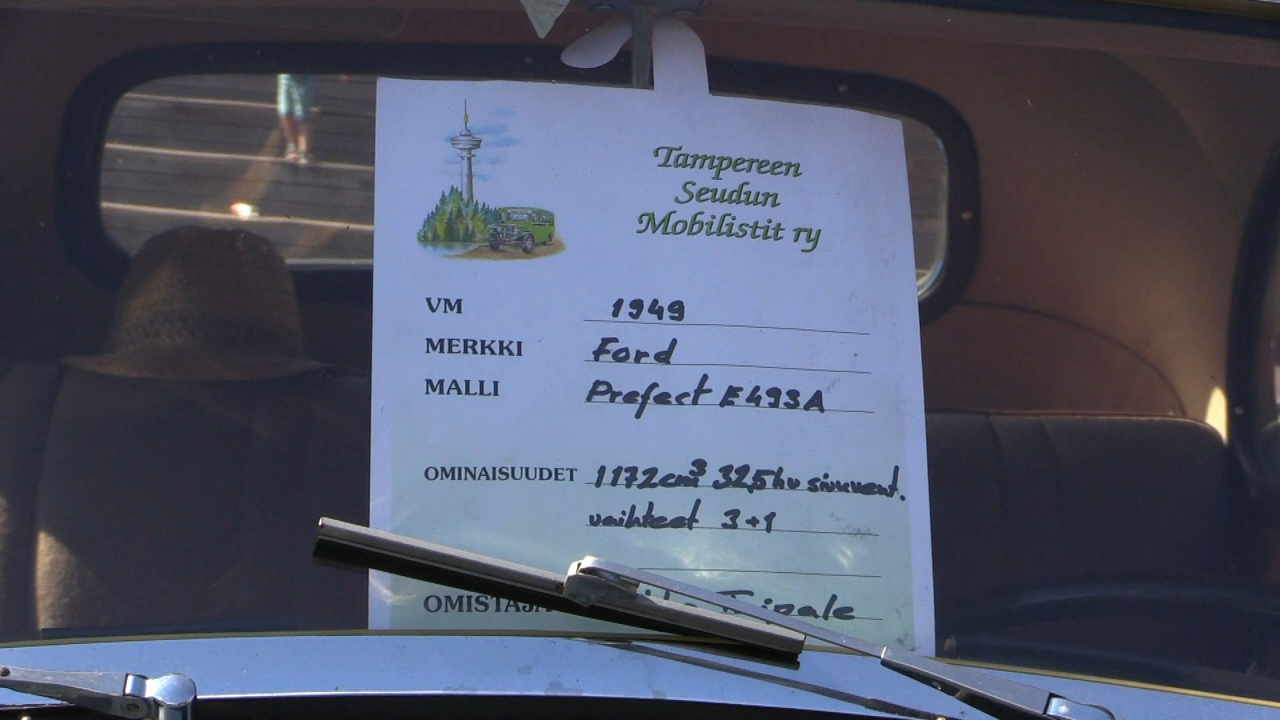 Tampereen
Seudun
Mobilistit ry
VM 1949
MERKKI Ford
MALLI Prefect E493A
OMINAISUUDET 1172cm³ 32,5hv sivuvent.
vaihteet 3+1
OMISTAJA